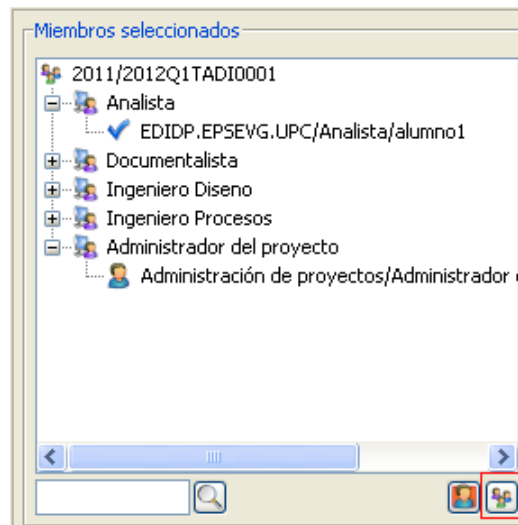 Miembros seleccionados
2011/2012Q1TADI0001
Analista
EDIDP.EPSEVG.UPC/Analista/alumno1
Documentalista
Ingeniero Diseno
Ingeniero Procesos
Administrador del proyecto
Administración de proyectos/Administrador